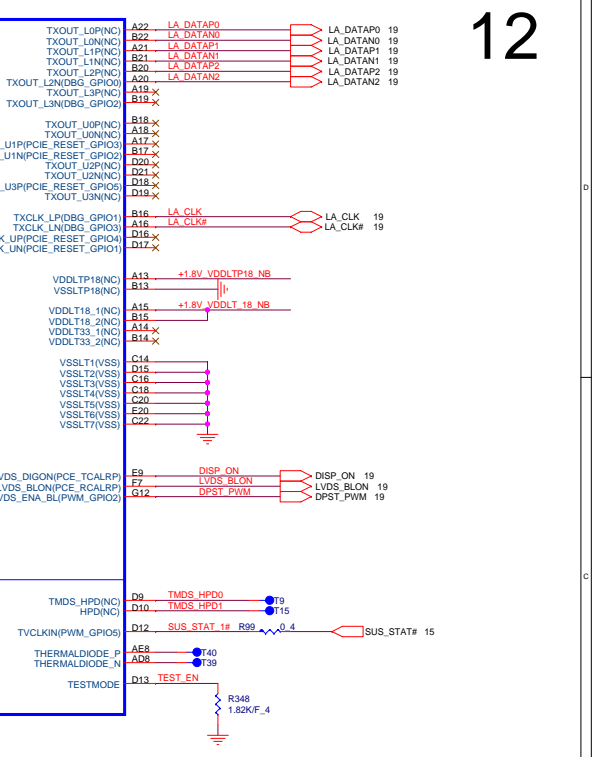 12
TXOUT_L0P(NC) A22 LA_DATAP0 LA_DATAP0 19
TXOUT_L0N(NC) B22 LA_DATAN0 LA_DATAN0 19
TXOUT_L1P(NC) A21 LA_DATAP1 LA_DATAP1 19
TXOUT_L1N(NC) B21 LA_DATAN1 LA_DATAN1 19
TXOUT_L2P(NC) B20 LA_DATAP2 LA_DATAP2 19
TXOUT_L2N(DBG_GPIO0) A20 LA_DATAN2 LA_DATAN2 19
TXOUT_L3P(NC) A19
TXOUT_L3N(DBG_GPIO2) B19
TXOUT_U0P(NC) B18
TXOUT_U0N(NC) A18
_U1P(PCIE_RESET_GPIO3) A17
_U1N(PCIE_RESET_GPIO2) B17
TXOUT_U2P(NC) D20
TXOUT_U2N(NC) D21
_U3P(PCIE_RESET_GPIO5) D18
TXOUT_U3N(NC) D19
D
TXCLK_LP(DBG_GPIO1) B16 LA_CLK LA_CLK 19
TXCLK_LN(DBG_GPIO3) A16 LA_CLK# LA_CLK# 19
K_UP(PCIE_RESET_GPIO4) D16
K_UN(PCIE_RESET_GPIO1) D17
VDDLTP18(NC) A13 +1.8V_VDDLTP18_NB
VSSLTP18(NC) B13
VDDLT18_1(NC) A15 +1.8V_VDDLT_18_NB
VDDLT18_2(NC) B15
VDDLT33_1(NC) A14
VDDLT33_2(NC) B14
VSSLT1(VSS) C14
VSSLT2(VSS) D15
VSSLT3(VSS) C16
VSSLT4(VSS) C18
VSSLT5(VSS) C20
VSSLT6(VSS) E20
VSSLT7(VSS) C22
VDS_DIGON(PCE_TCALRP) E9 DISP_ON DISP_ON 19
LVDS_BLON(PCE_RCALRP) F7 LVDS_BLON LVDS_BLON 19
VDS_ENA_BL(PWM_GPIO2) G12 DPST_PWM DPST_PWM 19
C
TMDS_HPD(NC) D9 TMDS_HPD0 T9
HPD(NC) D10 TMDS_HPD1 T15
TVCLKIN(PWM_GPIO5) D12 SUS_STAT_1# R99 0_4 SUS_STAT# 15
THERMALDIODE_P AE8 T40
THERMALDIODE_N AD8 T39
TESTMODE D13 TEST_EN
R348
1.82K/F_4